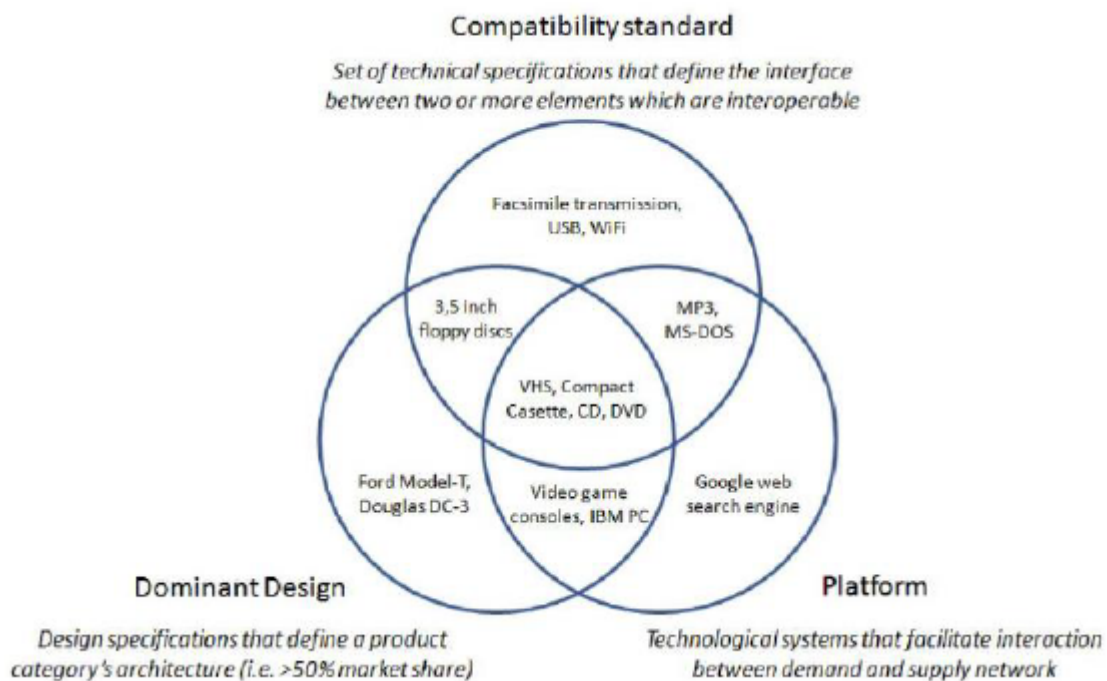 Compatibility standard
Set of technical specifications that define the interface
between two or more elements which are interoperable
Facsimile transmission,
USB, WiFi
3,5 inch
floppy discs
MP3,
MS-DOS
VHS, Compact
Casette, CD, DVD
Ford Model-T,
Douglas DC-3
Video game
consoles, IBM PC
Google web
search engine
Dominant Design
Design specifications that define a product
category's architecture (i.e. >50% market share)
Platform
Technological systems that facilitate interaction
between demand and supply network